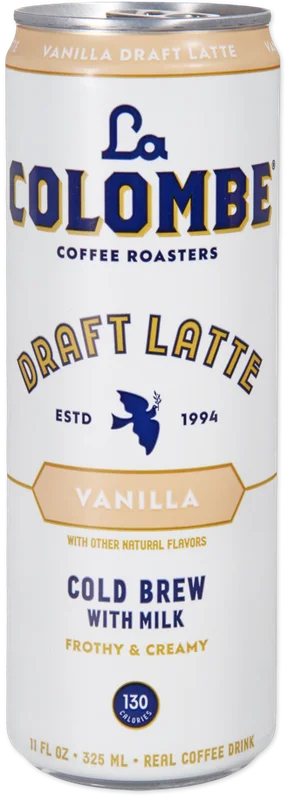 VANILLA DRAFT LATTE
La
COLOMBE®
COFFEE ROASTERS
DRAFT LATTE
ESTD 1994
VANILLA
WITH OTHER NATURAL FLAVORS
COLD BREW
WITH MILK
FROTHY & CREAMY
130
CALORIES
11 FL OZ • 325 ML • REAL COFFEE DRINK